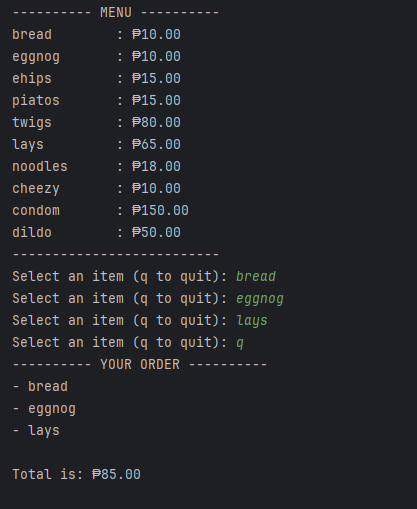 ---------- MENU ----------
bread        : ₱10.00
eggnog       : ₱10.00
ehips        : ₱15.00
piatos       : ₱15.00
twigs        : ₱80.00
lays         : ₱65.00
noodles      : ₱18.00
cheezy       : ₱10.00
condom       : ₱150.00
dildo        : ₱50.00
--------------------------
Select an item (q to quit): bread
Select an item (q to quit): eggnog
Select an item (q to quit): lays
Select an item (q to quit): q
---------- YOUR ORDER ----------
- bread
- eggnog
- lays

Total is: ₱85.00